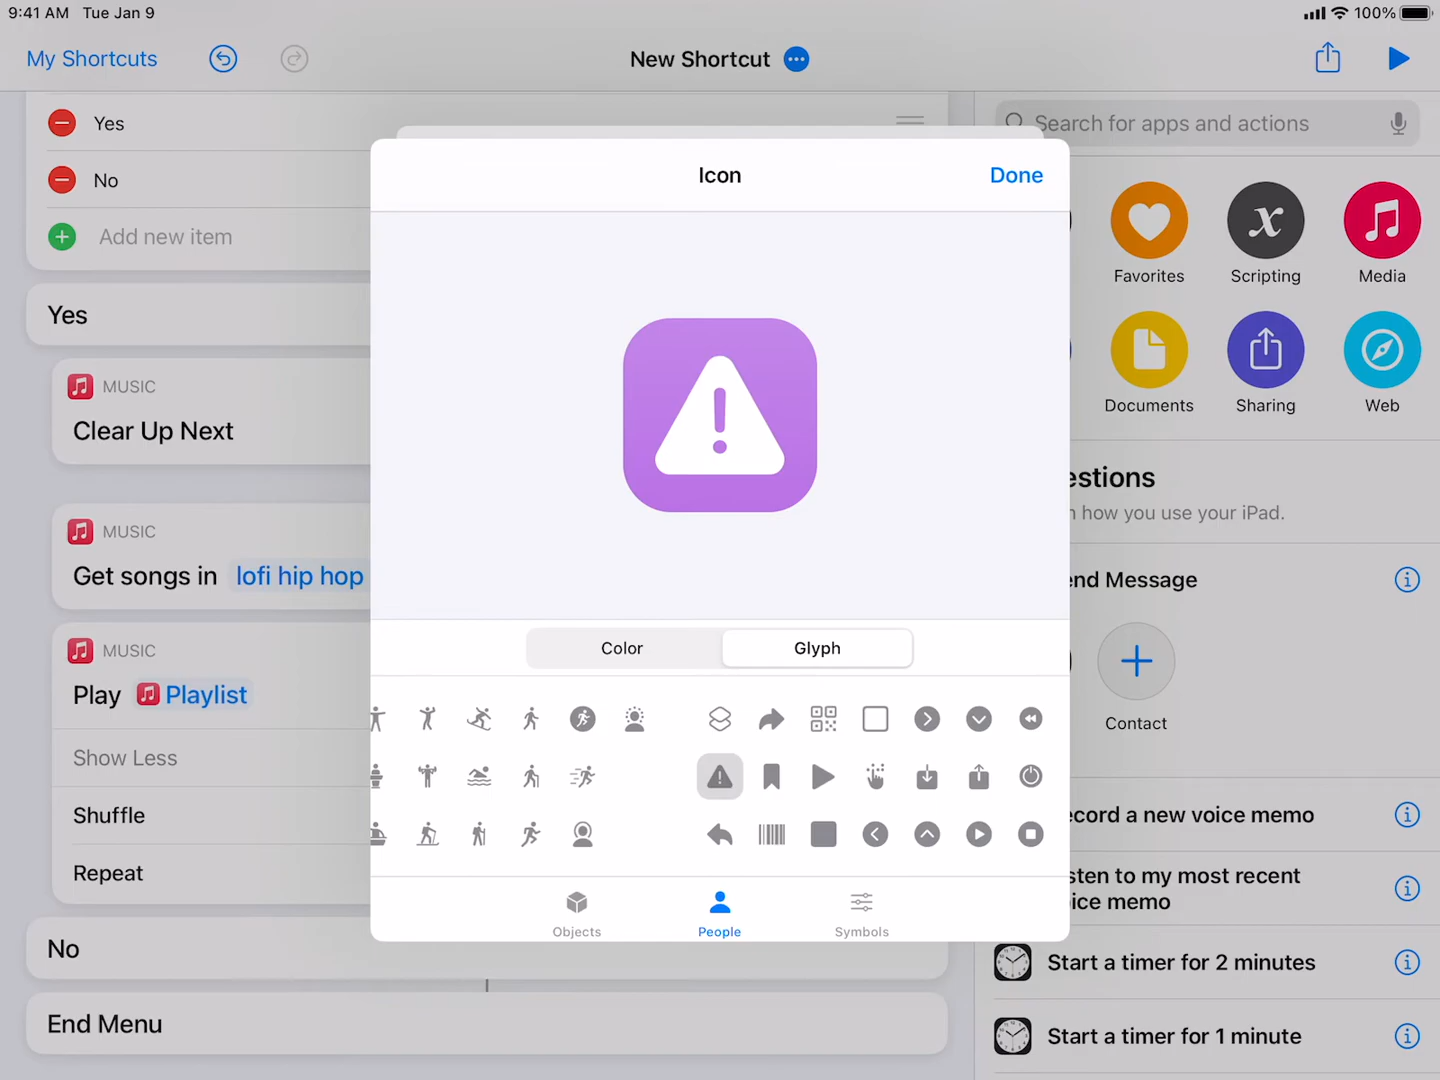 9:41 AM Tue Jan 9
100%
My Shortcuts
New Shortcut
Yes
No
Add new item
Yes
MUSIC
Clear Up Next
MUSIC
Get songs in lofi hip hop
MUSIC
Play Playlist
Show Less
Shuffle
Repeat
No
End Menu
Icon
Done
Color
Glyph
Objects
People
Symbols
Search for apps and actions
Favorites
Scripting
Media
Documents
Sharing
Web
estions
how you use your iPad.
nd Message
Contact
ecord a new voice memo
sten to my most recent
ice memo
Start a timer for 2 minutes
Start a timer for 1 minute